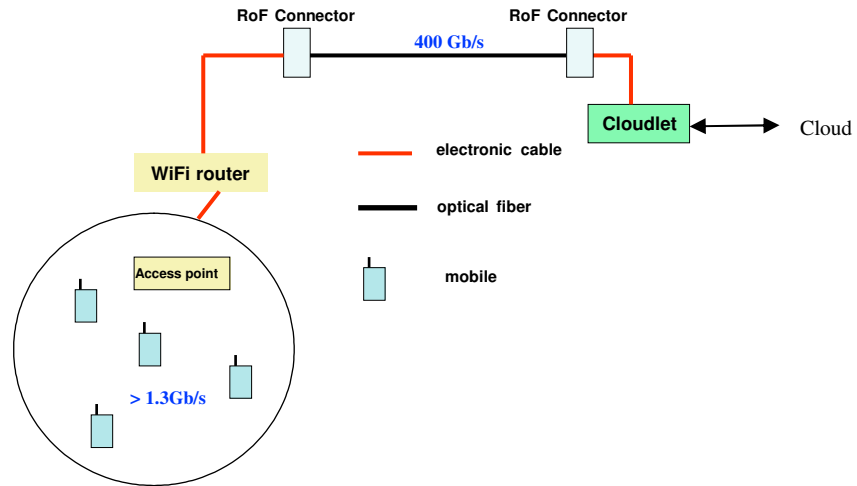 RoF Connector
RoF Connector
400 Gb/s
Cloudlet
Cloud
electronic cable
WiFi router
optical fiber
Access point
mobile
> 1.3Gb/s